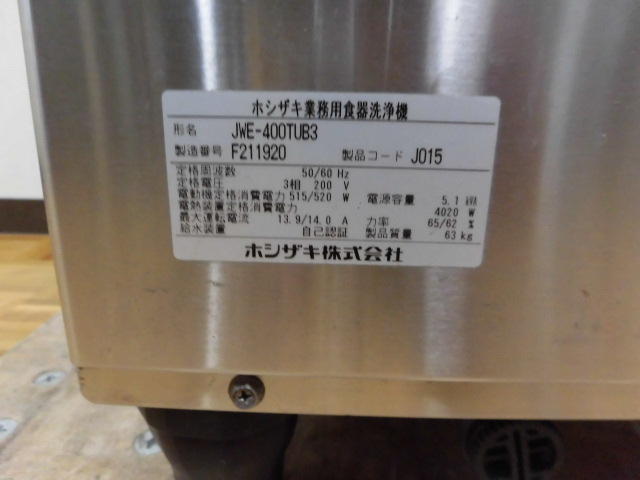 ホシザキ業務用食器洗浄機
形名 JWE-400TUB3
製造番号 F211920 製品コード J015
定格周波数 50/60 Hz
定格電圧 3相 200 V
電動機定格消費電力 515/520 W 電源容量 5.1 kVA
電熱装置定格消費電力 4020 W
最大運転電流 13.9/14.0 A 力率 65/62 %
給水装置 自己認証 製品質量 63 kg
ホシザキ株式会社